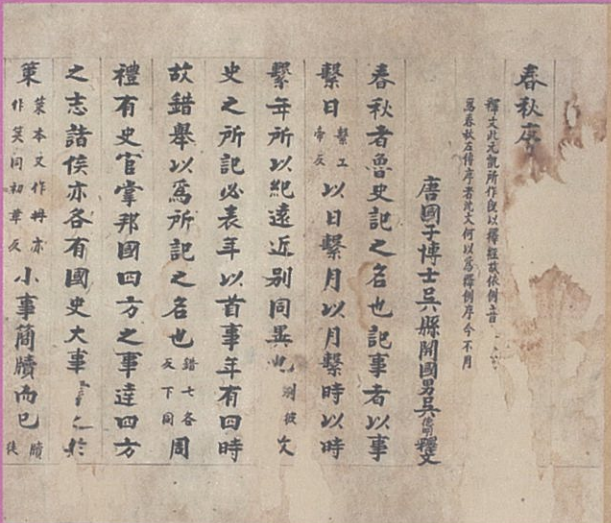 春秋序
釋文此元凱所作既以釋經故依例音
爲春秋左傳序者沈文何以爲釋例序今不用
唐國子博士吳縣開國男吳德明釋文
春秋者魯史記之名也記事者以事
繫日繫工帝反以日繫月以月繫時以時
繫年所以紀遠近別同異也別彼
史之所記必表年以首事年有四時
故錯舉以爲所記之名也錯七各反下同周
禮有史官掌邦國四方之事達四方
之志諸侯亦各有國史大事之於
策策本又作冊亦作筴同初革反小事簡牘而已牘徒